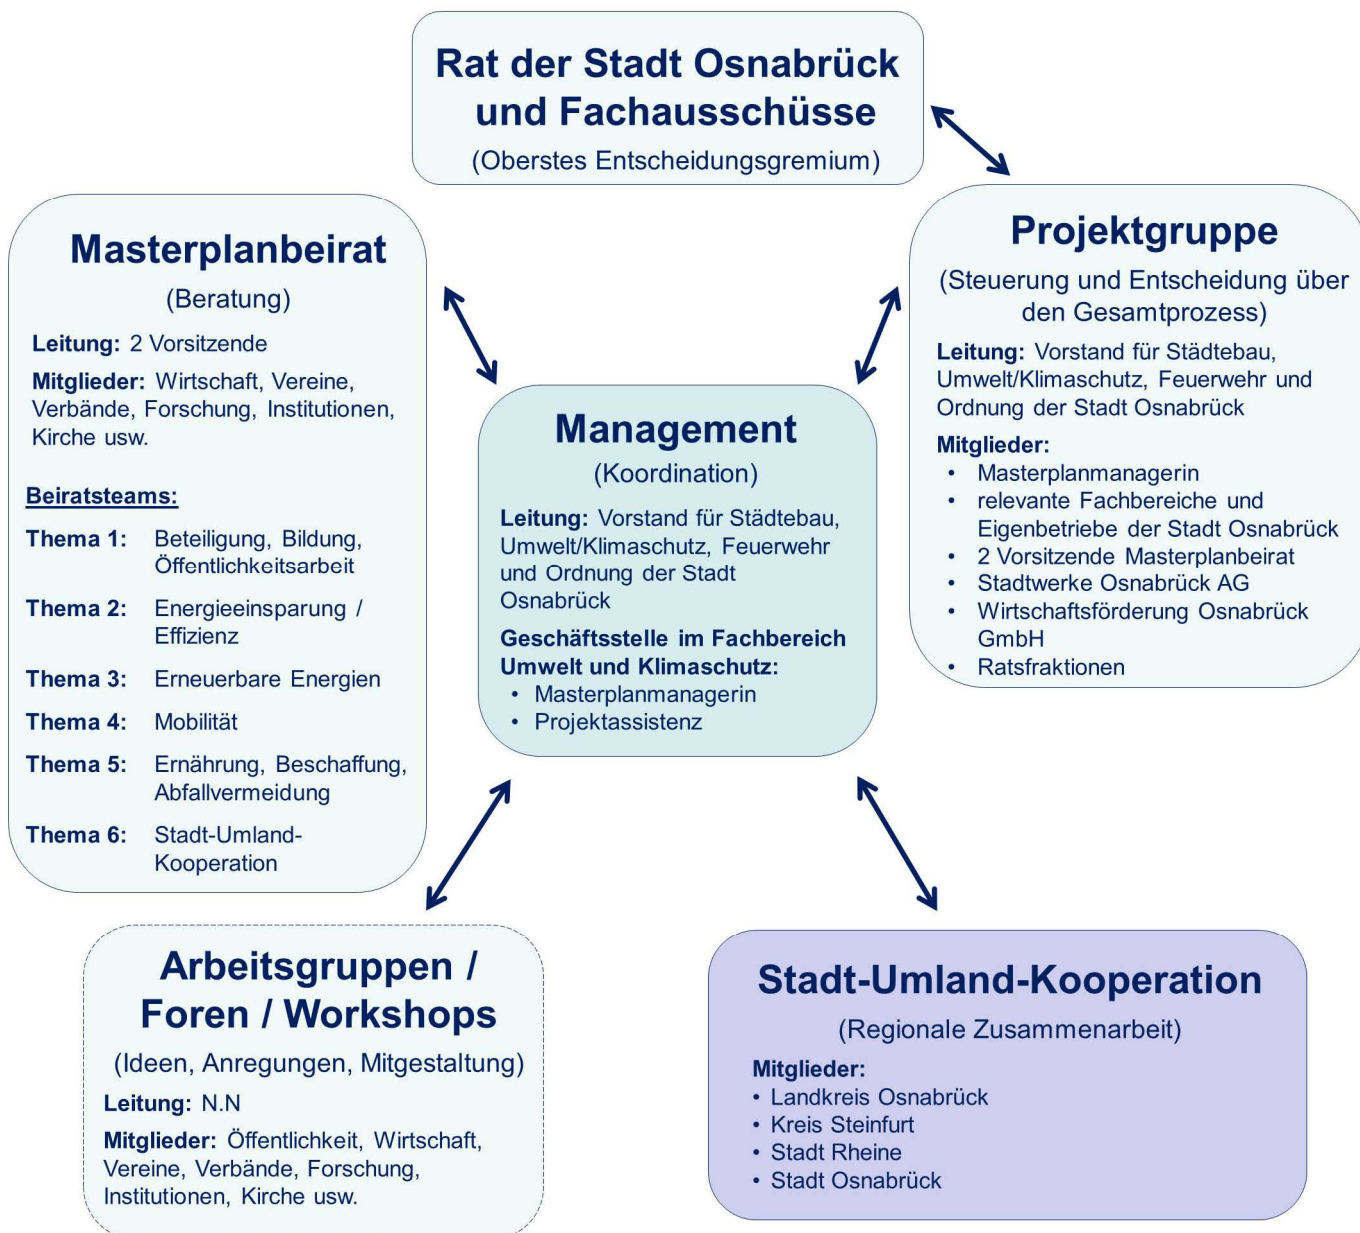 Rat der Stadt Osnabrück
und Fachausschüsse
(Oberstes Entscheidungsgremium)
Masterplanbeirat
(Beratung)
Leitung: 2 Vorsitzende
Mitglieder: Wirtschaft, Vereine,
Verbände, Forschung, Institutionen,
Kirche usw.
Beiratsteams:
Thema 1: Beteiligung, Bildung,
Öffentlichkeitsarbeit
Thema 2: Energieeinsparung /
Effizienz
Thema 3: Erneuerbare Energien
Thema 4: Mobilität
Thema 5: Ernährung, Beschaffung,
Abfallvermeidung
Thema 6: Stadt-Umland-
Kooperation
Management
(Koordination)
Leitung: Vorstand für Städtebau,
Umwelt/Klimaschutz, Feuerwehr
und Ordnung der Stadt
Osnabrück
Geschäftsstelle im Fachbereich
Umwelt und Klimaschutz:
• Masterplanmanagerin
• Projektassistenz
Projektgruppe
(Steuerung und Entscheidung über
den Gesamtprozess)
Leitung: Vorstand für Städtebau,
Umwelt/Klimaschutz, Feuerwehr und
Ordnung der Stadt Osnabrück
Mitglieder:
• Masterplanmanagerin
• relevante Fachbereiche und
Eigenbetriebe der Stadt Osnabrück
• 2 Vorsitzende Masterplanbeirat
• Stadtwerke Osnabrück AG
• Wirtschaftsförderung Osnabrück
GmbH
• Ratsfraktionen
Arbeitsgruppen /
Foren / Workshops
(Ideen, Anregungen, Mitgestaltung)
Leitung: N.N
Mitglieder: Öffentlichkeit, Wirtschaft,
Vereine, Verbände, Forschung,
Institutionen, Kirche usw.
Stadt-Umland-Kooperation
(Regionale Zusammenarbeit)
Mitglieder:
• Landkreis Osnabrück
• Kreis Steinfurt
• Stadt Rheine
• Stadt Osnabrück